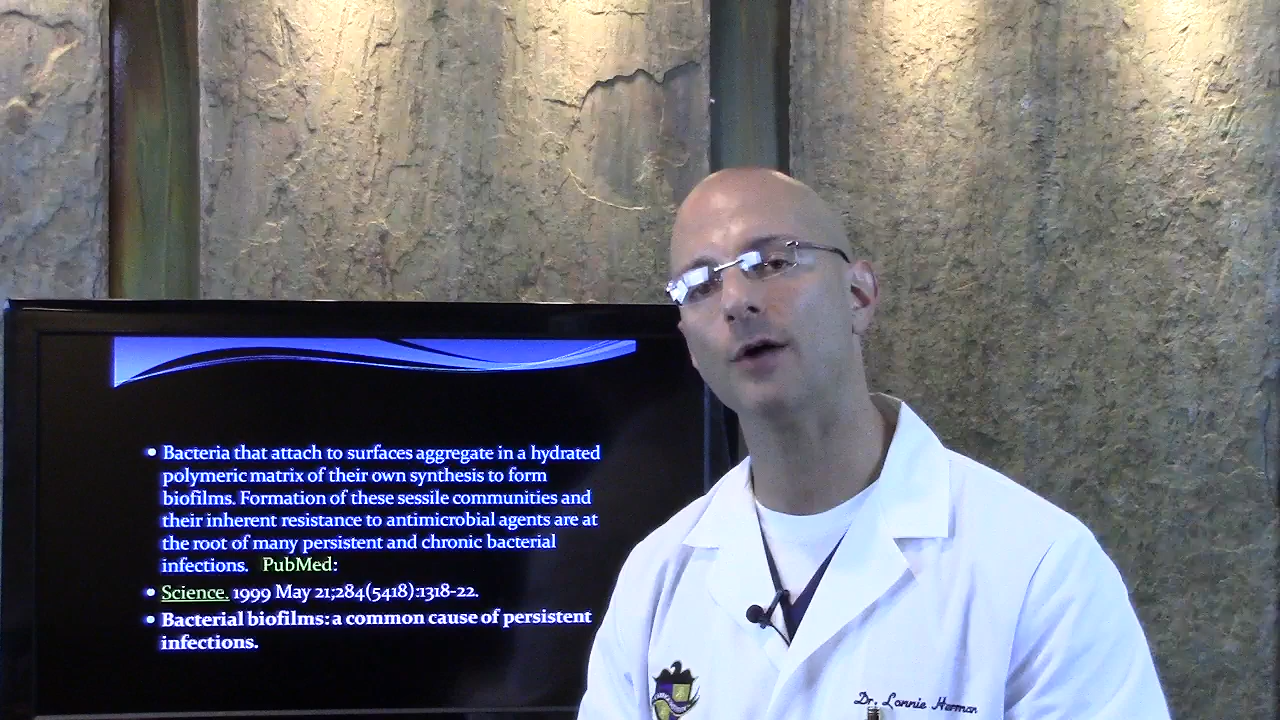 Bacteria that attach to surfaces aggregate in a hydrated
polymeric matrix of their own synthesis to form
biofilms. Formation of these sessile communities and
their inherent resistance to antimicrobial agents are at
the root of many persistent and chronic bacterial
infections. PubMed:
Science. 1999 May 21;284(5418):1318-22.
Bacterial biofilms: a common cause of persistent
infections.
Dr. Lonnie Herman